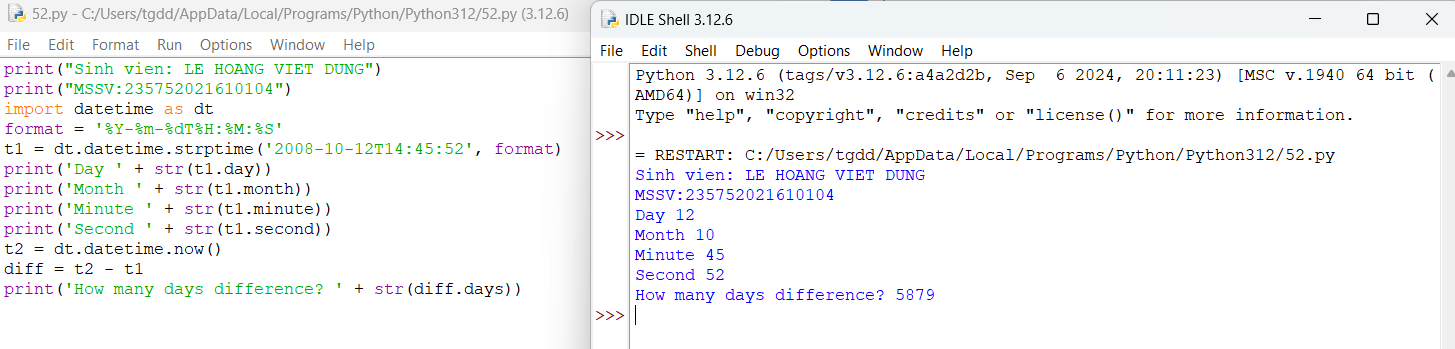 52.py - C:/Users/tgdd/AppData/Local/Programs/Python/Python312/52.py (3.12.6)
File Edit Format Run Options Window Help
print("Sinh vien: LE HOANG VIET DUNG")
print("MSSV:235752021610104")
import datetime as dt
format = '%Y-%m-%dT%H:%M:%S'
t1 = dt.datetime.strptime('2008-10-12T14:45:52', format)
print('Day ' + str(t1.day))
print('Month ' + str(t1.month))
print('Minute ' + str(t1.minute))
print('Second ' + str(t1.second))
t2 = dt.datetime.now()
diff = t2 - t1
print('How many days difference? ' + str(diff.days))
IDLE Shell 3.12.6
File Edit Shell Debug Options Window Help
Python 3.12.6 (tags/v3.12.6:a4a2d2b, Sep  6 2024, 20:11:23) [MSC v.1940 64 bit (
AMD64)] on win32
Type "help", "copyright", "credits" or "license()" for more information.
>>>
= RESTART: C:/Users/tgdd/AppData/Local/Programs/Python/Python312/52.py
Sinh vien: LE HOANG VIET DUNG
MSSV:235752021610104
Day 12
Month 10
Minute 45
Second 52
How many days difference? 5879
>>>